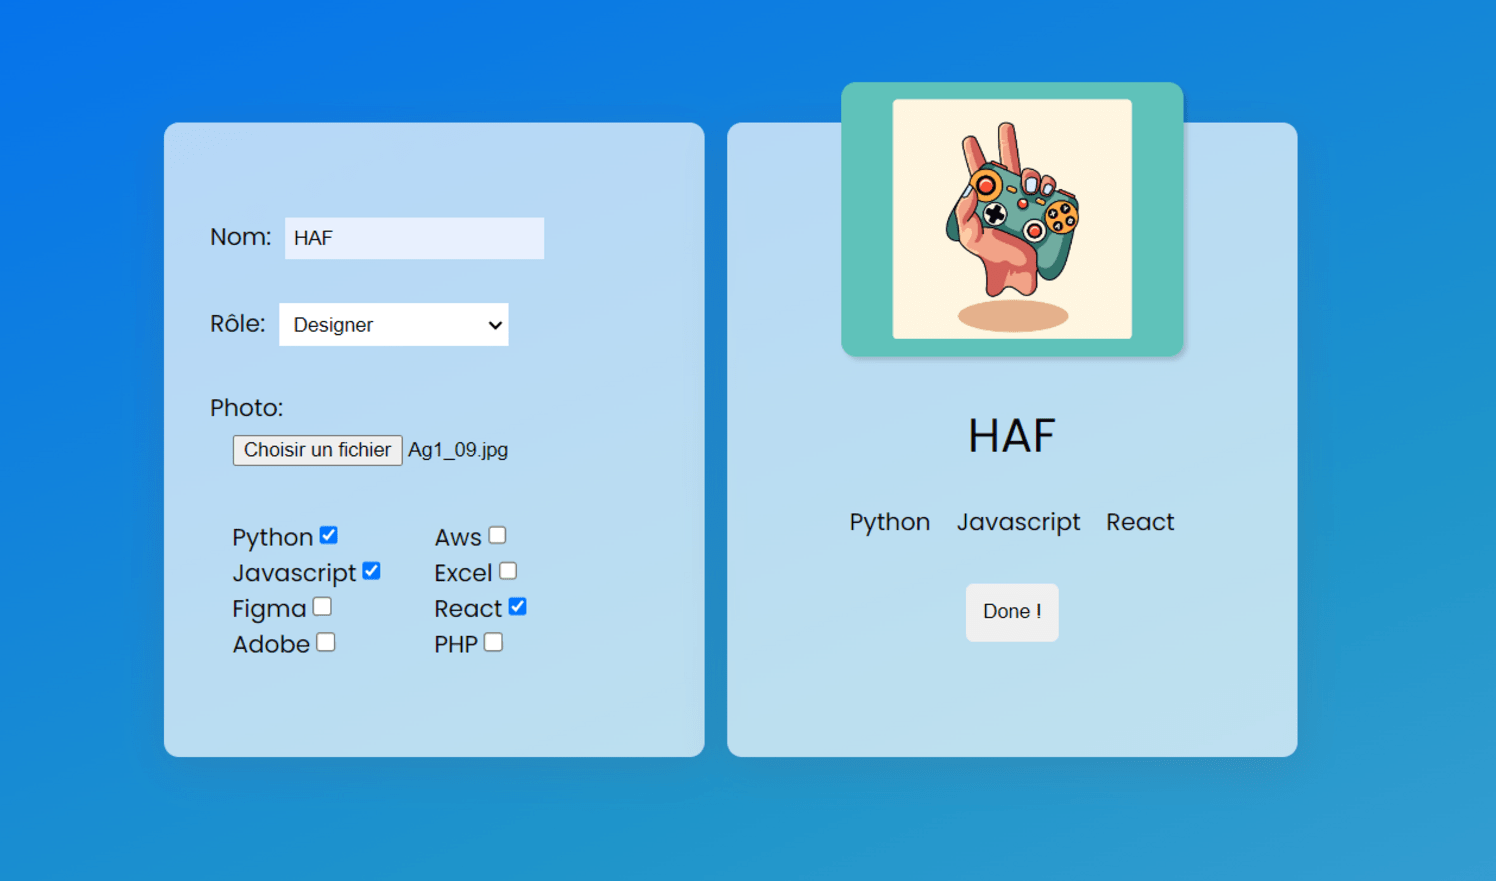 Nom: HAF
Rôle: Designer
Photo:
Choisir un fichier Ag1_09.jpg
Python Aws
Javascript Excel
Figma React
Adobe PHP
HAF
Python Javascript React
Done !